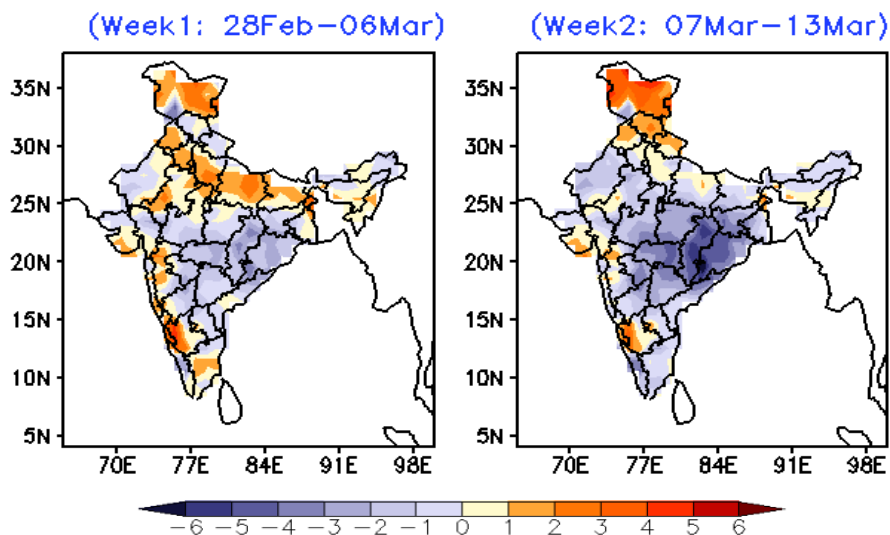 (Week1: 28Feb-06Mar) (Week2: 07Mar-13Mar)
35N 35N
30N 30N
25N 25N
20N 20N
15N 15N
10N 10N
5N 5N
70E 77E 84E 91E 98E 70E 77E 84E 91E 98E
-6 -5 -4 -3 -2 -1 0 1 2 3 4 5 6